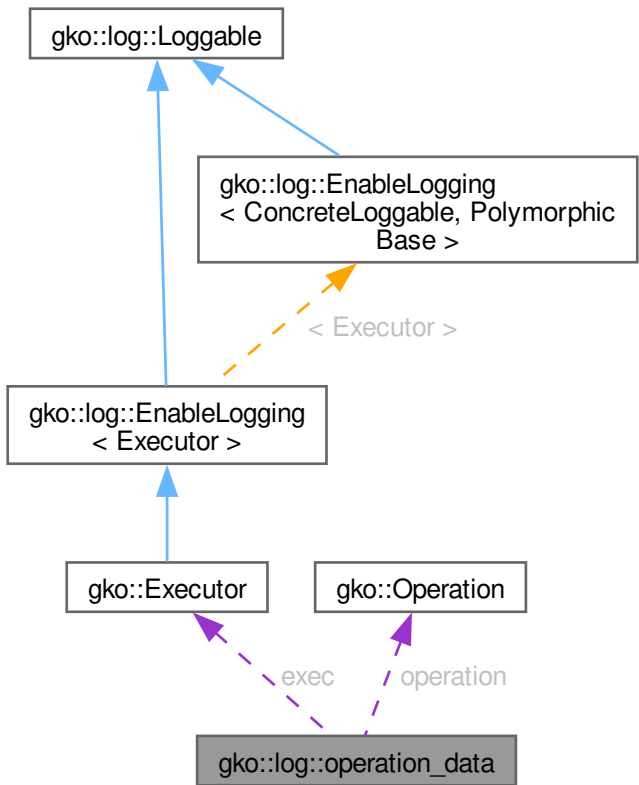 gko::log::Loggable
gko::log::EnableLogging
< ConcreteLoggable, Polymorphic
Base >
< Executor >
gko::log::EnableLogging
< Executor >
gko::Executor
gko::Operation
exec
operation
gko::log::operation_data